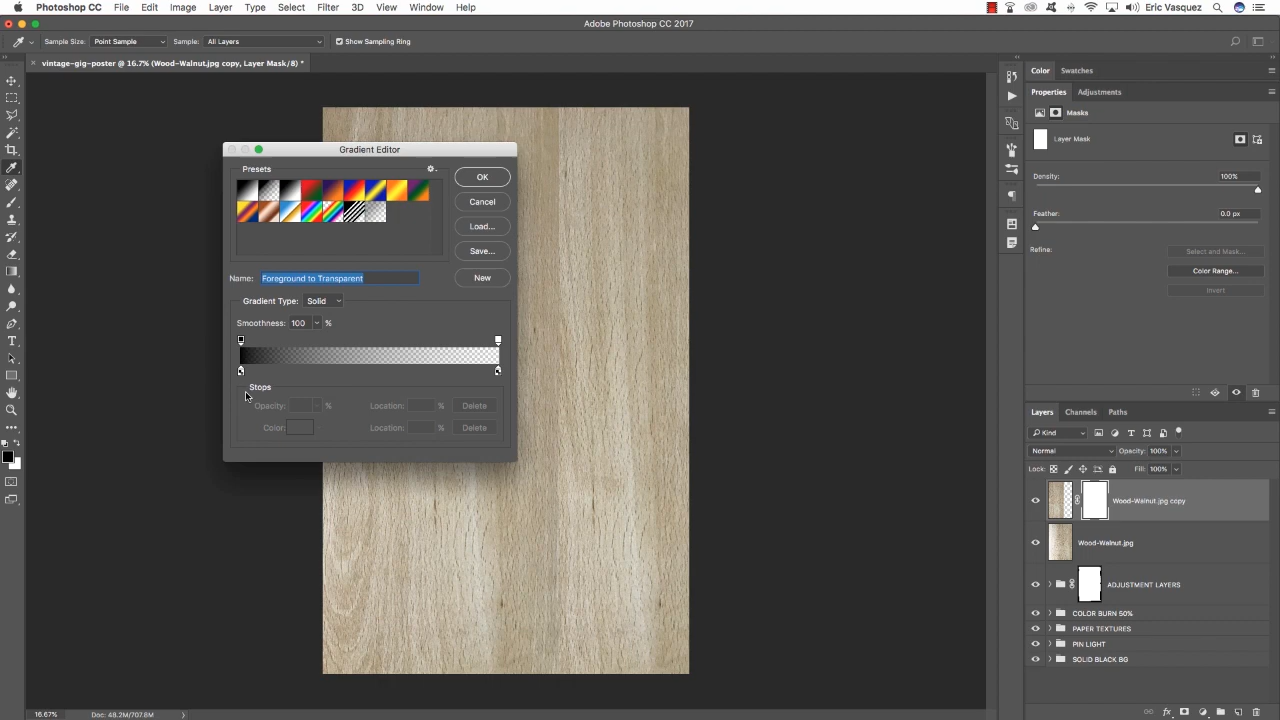 Photoshop CC File Edit Image Layer Type Select Filter 3D View Window Help Eric Vasquez
Adobe Photoshop CC 2017
Sample Size: Point Sample Sample: All Layers Show Sampling Ring
vintage-gig-poster @ 16.7% (Wood-Walnut.jpg copy, Layer Mask/8) *
Color Swatches
Properties Adjustments
Masks
Layer Mask
Density: 100%
Feather: 0.0 px
Refine: Select and Mask...
Color Range...
Invert
Gradient Editor
Presets
OK
Cancel
Load...
Save...
Name: Foreground to Transparent New
Gradient Type: Solid
Smoothness: 100 %
Stops
Opacity: % Location: % Delete
Color: Location: % Delete
Layers Channels Paths
Kind
Normal Opacity: 100%
Lock: Fill: 100%
Wood-Walnut.jpg copy
Wood-Walnut.jpg
ADJUSTMENT LAYERS
COLOR BURN 50%
PAPER TEXTURES
PIN LIGHT
SOLID BLACK BG
16.67% Doc: 48.2M/707.8M